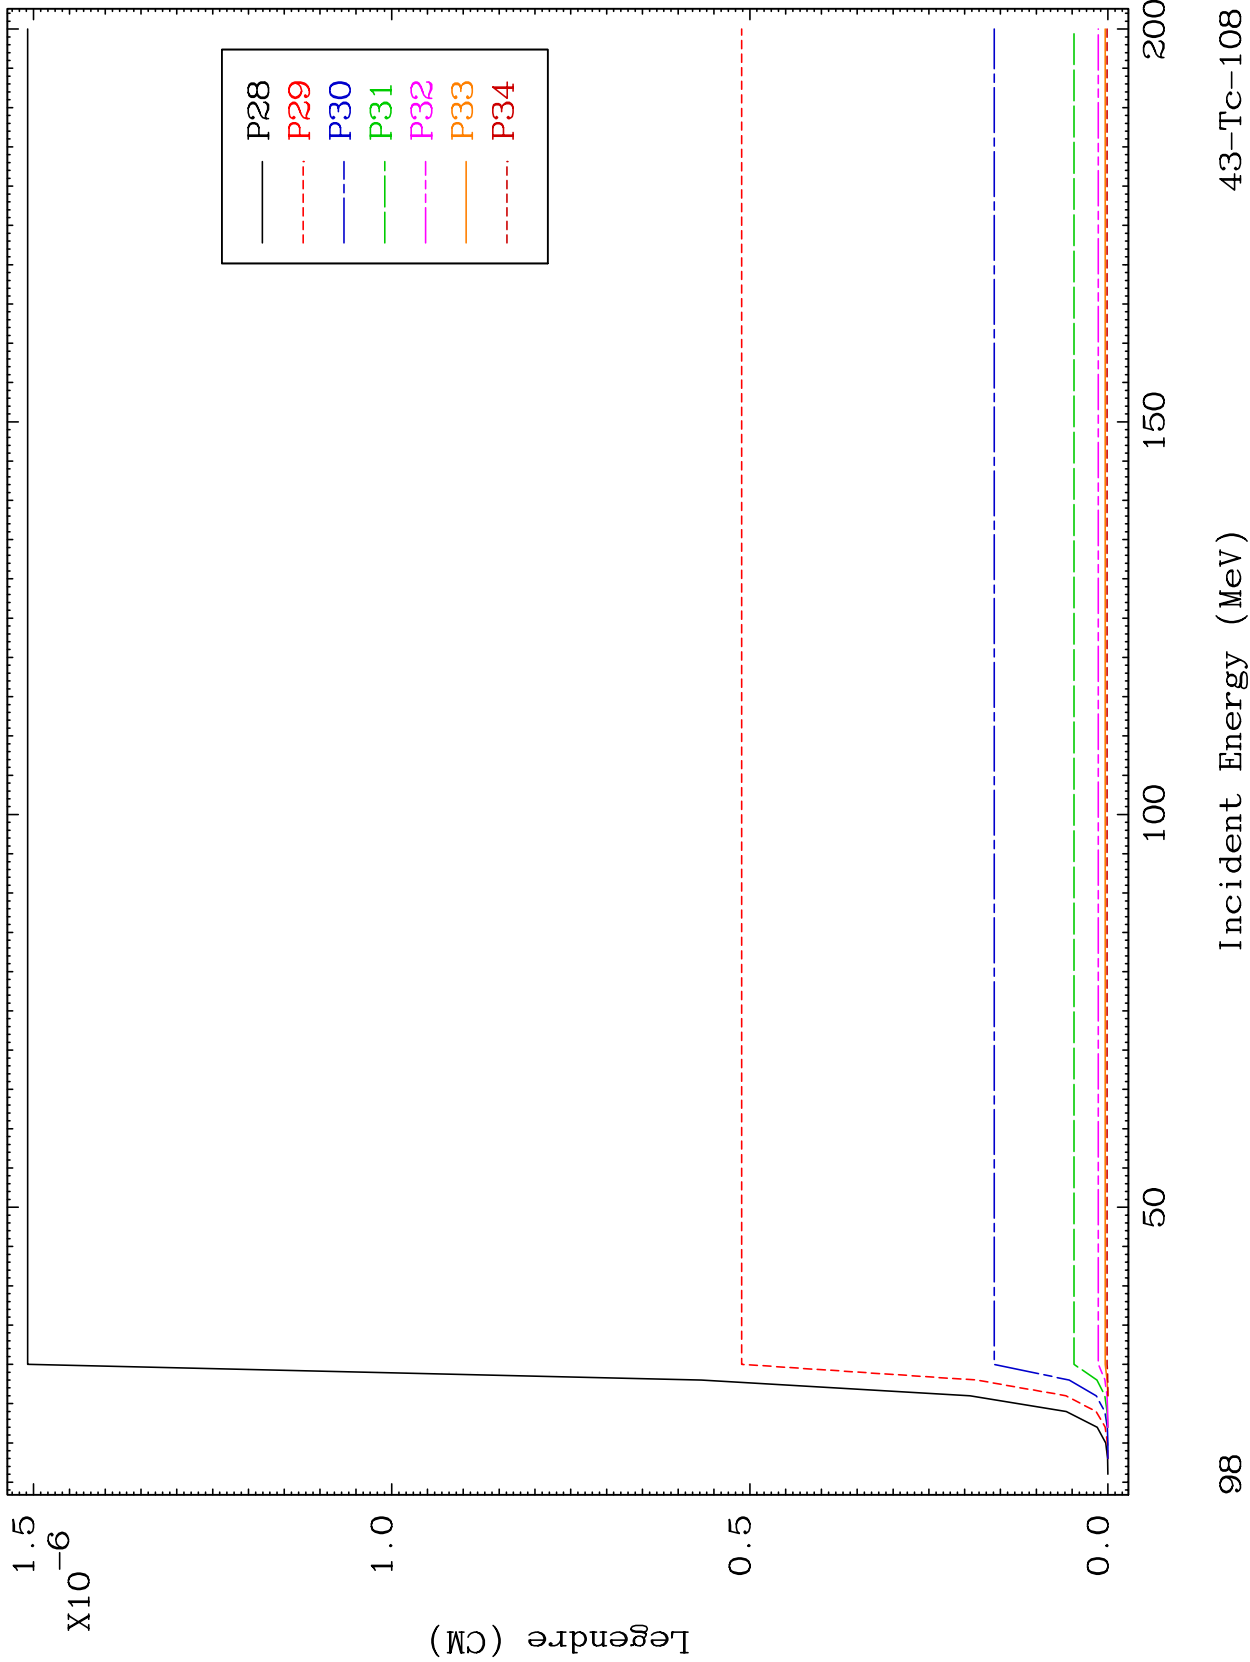 1.5
X10-6
1.0
0.5
0.0
Legendre (CM)
P28
P29
P30
P31
P32
P33
P34
50
100
150
200
Incident Energy (MeV)
98
43-Tc-108